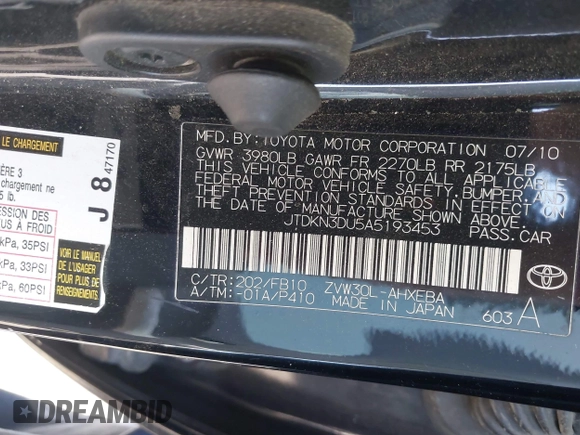 LE CHARGEMENT
47170
J 8
ÈRE 3
chargement ne
5 lb.
US À FROID
kPa, 35PSI
kPa, 33PSI
kPa, 60PSI
VOIR LE MANUEL
DE L'USAGER
POUR PLUS DE
RENSEIGNEMENTS
MFD. BY: TOYOTA MOTOR CORPORATION 07/10
GVWR 3980LB GAWR FR 2270LB RR 2175LB
THIS VEHICLE CONFORMS TO ALL APPLICABLE
FEDERAL MOTOR VEHICLE SAFETY, BUMPER, AND
THEFT PREVENTION STANDARDS IN EFFECT ON
THE DATE OF MANUFACTURE SHOWN ABOVE.
JTDKN3DU5A5193453 PASS.CAR
C/TR: 202/FB10 ZVW30L-AHXEBA
A/TM: -01A/P410 MADE IN JAPAN 603 A
TOYOTA
DREAMBID